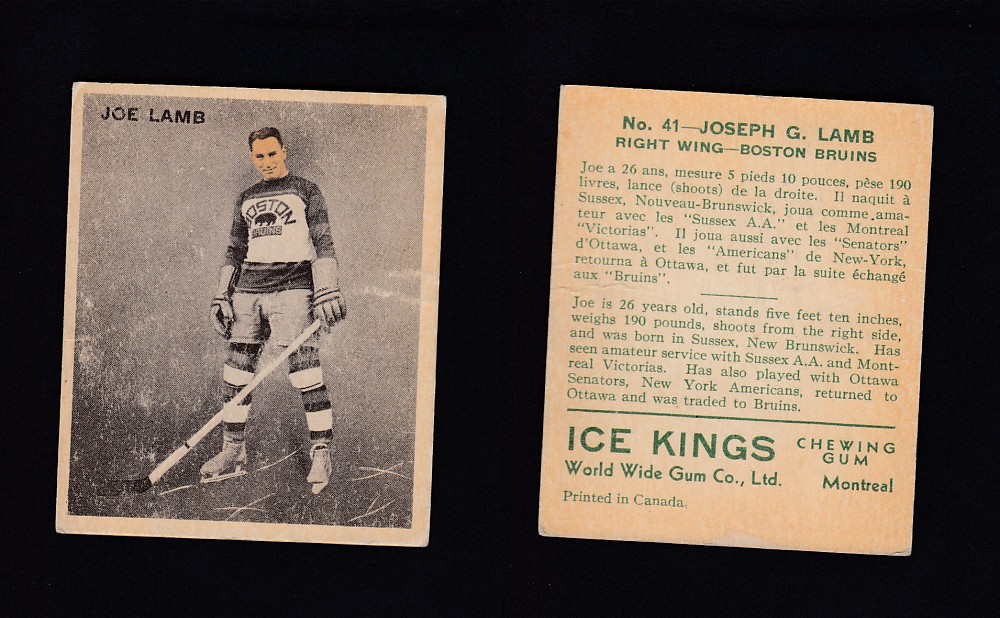 JOE LAMB
BOSTON
BRUINS
No. 41—JOSEPH G. LAMB
RIGHT WING—BOSTON BRUINS
Joe a 26 ans, mesure 5 pieds 10 pouces, pèse 190
livres, lance (shoots) de la droite. Il naquit à
Sussex, Nouveau-Brunswick, joua comme ama-
teur avec les "Sussex A.A." et les Montreal
"Victorias". Il joua aussi avec les "Senators"
d'Ottawa, et les "Americans" de New-York,
retourna à Ottawa, et fut par la suite échangé
aux "Bruins".
Joe is 26 years old, stands five feet ten inches,
weighs 190 pounds, shoots from the right side,
and was born in Sussex, New Brunswick. Has
seen amateur service with Sussex A.A. and Mont-
real Victorias. Has also played with Ottawa
Senators, New York Americans, returned to
Ottawa and was traded to Bruins.
ICE KINGS CHEWING GUM
World Wide Gum Co., Ltd. Montreal
Printed in Canada.